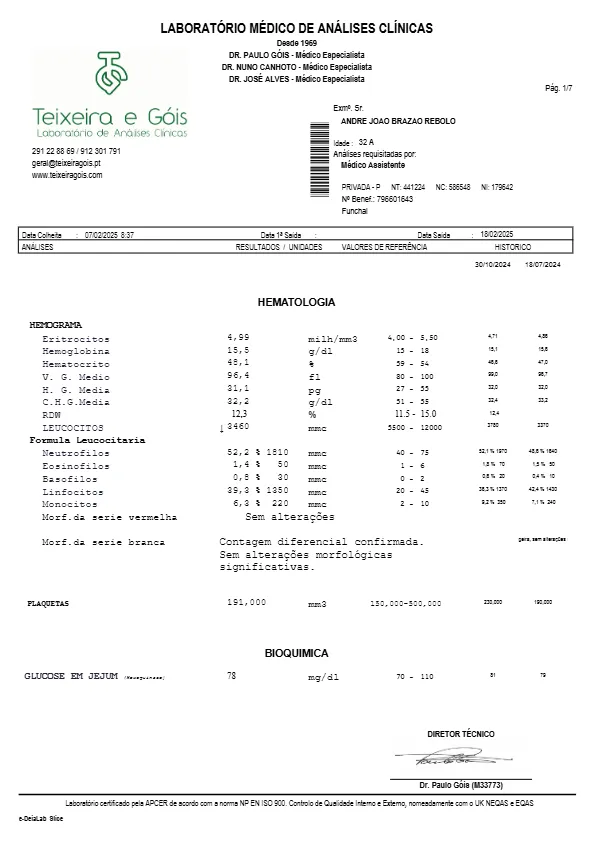 LABORATÓRIO MÉDICO DE ANÁLISES CLÍNICAS
Desde 1969
DR. PAULO GÓIS - Médico Especialista
DR. NUNO CANHOTO - Médico Especialista
DR. JOSÉ ALVES - Médico Especialista
Pág. 1/7
Teixeira e Góis
Laboratório de Análises Clínicas
291 22 88 69 / 912 301 791
geral@teixeiragois.pt
www.teixeiragois.com
Exmº. Sr.
ANDRE JOAO BRAZAO REBOLO
Idade : 32 A
Análises requisitadas por:
Médico Assistente
PRIVADA - P NT: 441224 NC: 586548 NI: 179642
Nº Benef.: 796601643
Funchal
Data Colheita : 07/02/2025 8:37 Data 1ª Saida : Data Saida : 18/02/2025
ANÁLISES RESULTADOS / UNIDADES VALORES DE REFERÊNCIA HISTORICO
30/10/2024 18/07/2024
HEMATOLOGIA
HEMOGRAMA
Eritrocitos 4,99 milh/mm3 4,00 - 5,50 4,71 4,86
Hemoglobina 15,5 g/dl 13 - 18 15,1 15,6
Hematocrito 48,1 % 39 - 54 46,6 47,0
V. G. Medio 96,4 fl 80 - 100 99,0 96,7
H. G. Media 31,1 pg 27 - 35 32,0 32,0
C.H.G.Media 32,2 g/dl 31 - 35 32,4 33,2
RDW 12,3 % 11.5 - 15.0 12,4
LEUCOCITOS ↓3460 mmc 3500 - 12000 3780 3370
Formula Leucocitaria
Neutrofilos 52,2 % 1810 mmc 40 - 75 52,1 % 1970 48,6 % 1640
Eosinofilos 1,4 % 50 mmc 1 - 6 1,8 % 70 1,5 % 50
Basofilos 0,8 % 30 mmc 0 - 2 0,6 % 20 0,4 % 10
Linfocitos 39,3 % 1350 mmc 20 - 45 36,3 % 1370 42,4 % 1430
Monocitos 6,3 % 220 mmc 2 - 10 9,2 % 350 7,1 % 240
Morf.da serie vermelha Sem alterações
Morf.da serie branca Contagem diferencial confirmada. sem alterações
Sem alterações morfológicas
significativas.
PLAQUETAS 191,000 mm3 150,000-500,000 230,000 190,000
BIOQUIMICA
GLUCOSE EM JEJUM (Hexoquinase) 78 mg/dl 70 - 110 81 79
DIRETOR TÉCNICO
Dr. Paulo Góis (M33773)
Laboratório certificado pela APCER de acordo com a norma NP EN ISO 900. Controlo de Qualidade Interno e Externo, nomeadamente com o UK NEQAS e EQAS
e-DeiaLab Slice